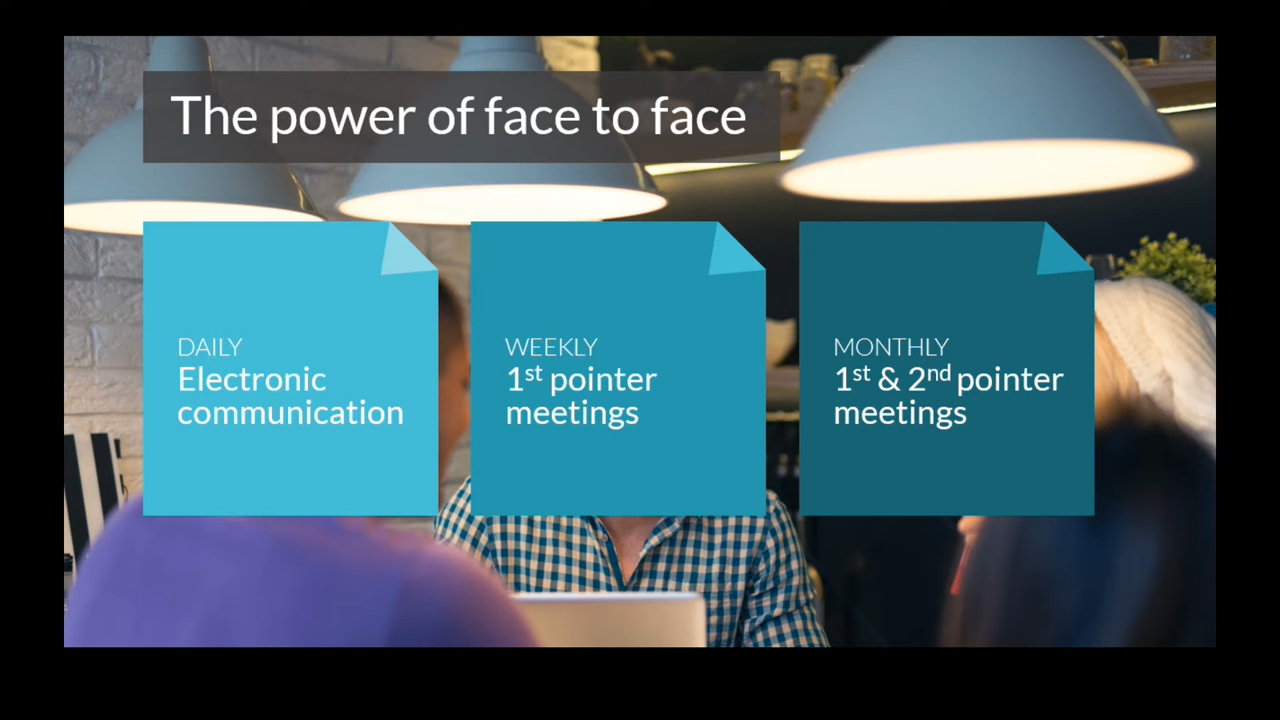 The power of face to face
DAILY
Electronic
communication
WEEKLY
1st pointer
meetings
MONTHLY
1st & 2nd pointer
meetings